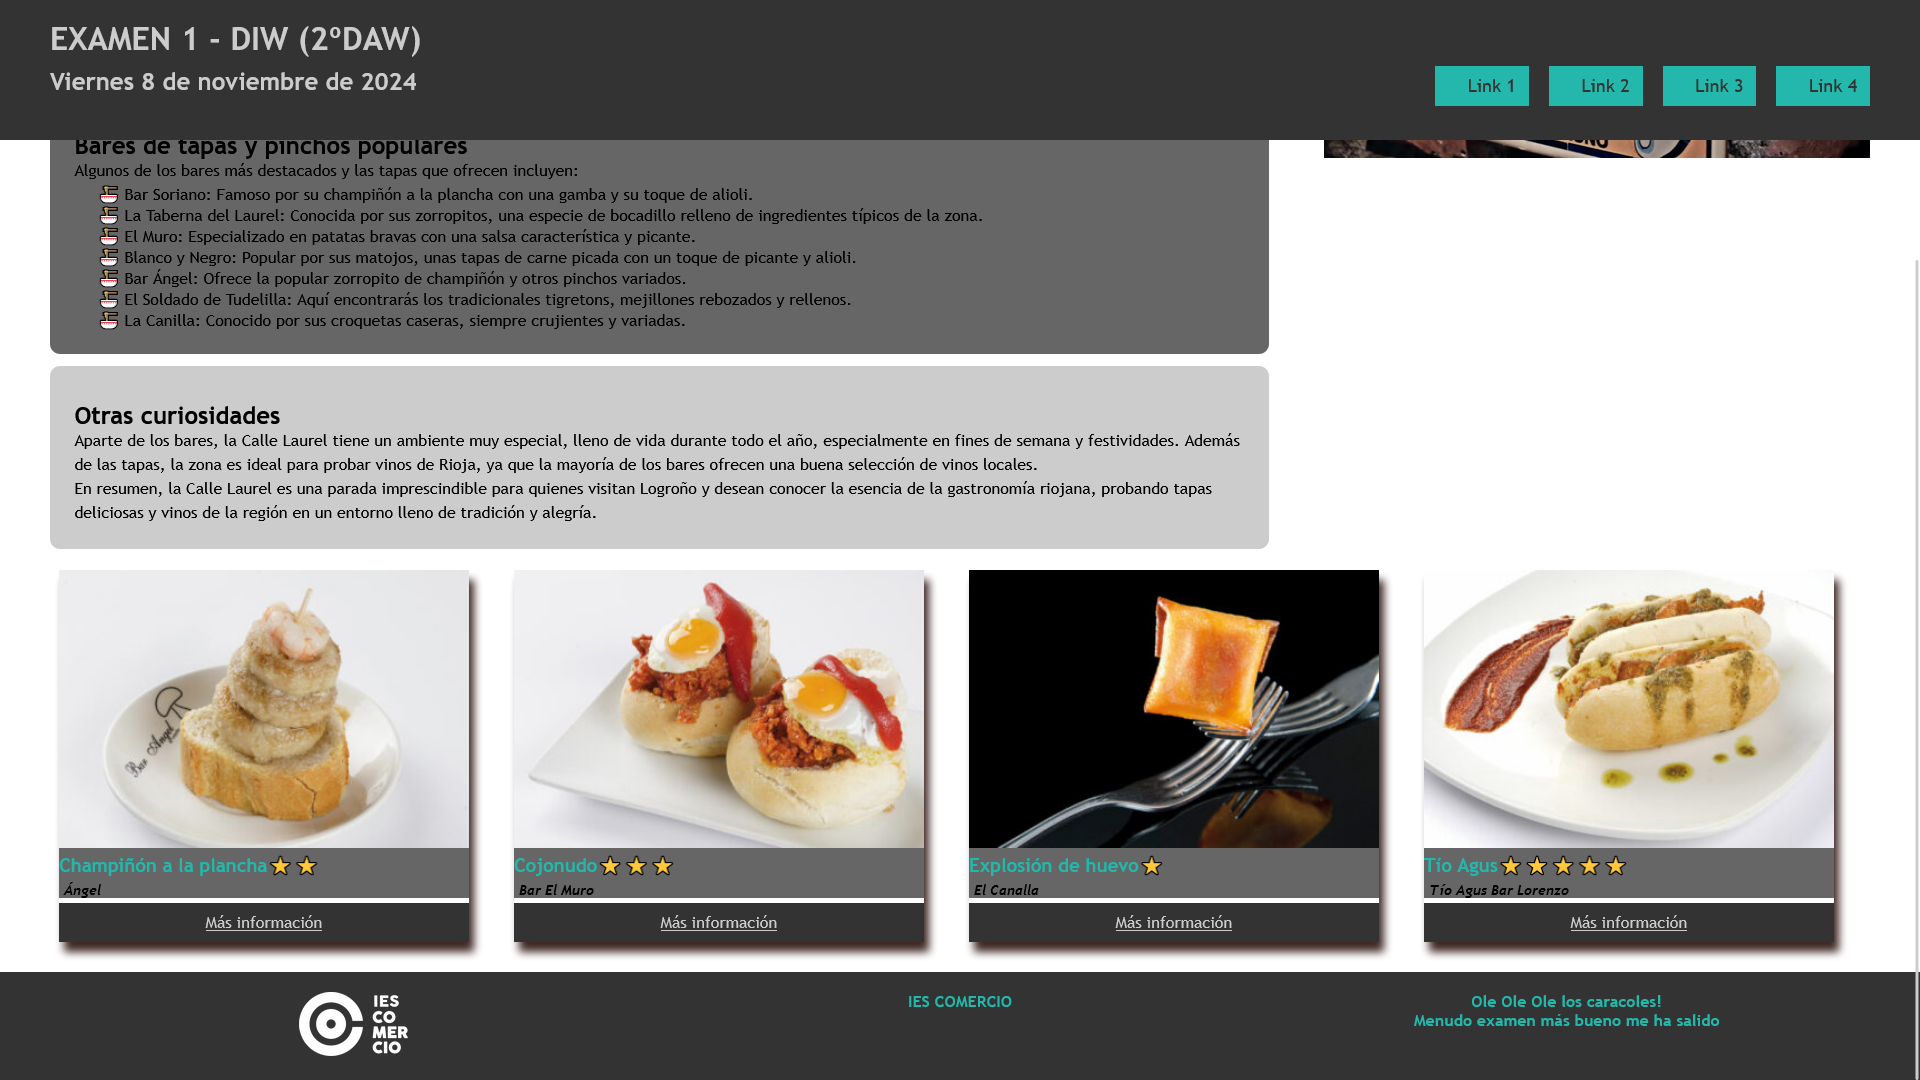 EXAMEN 1 - DIW (2ºDAW)
Viernes 8 de noviembre de 2024
Link 1
Link 2
Link 3
Link 4
Bares de tapas y pinchos populares
Algunos de los bares más destacados y las tapas que ofrecen incluyen:
Bar Soriano: Famoso por su champiñón a la plancha con una gamba y su toque de alioli.
La Taberna del Laurel: Conocida por sus zorropitos, una especie de bocadillo relleno de ingredientes típicos de la zona.
El Muro: Especializado en patatas bravas con una salsa característica y picante.
Blanco y Negro: Popular por sus matojos, unas tapas de carne picada con un toque de picante y alioli.
Bar Ángel: Ofrece la popular zorropito de champiñón y otros pinchos variados.
El Soldado de Tudelilla: Aquí encontrarás los tradicionales tigretons, mejillones rebozados y rellenos.
La Canilla: Conocido por sus croquetas caseras, siempre crujientes y variadas.
Otras curiosidades
Aparte de los bares, la Calle Laurel tiene un ambiente muy especial, lleno de vida durante todo el año, especialmente en fines de semana y festividades. Además
de las tapas, la zona es ideal para probar vinos de Rioja, ya que la mayoría de los bares ofrecen una buena selección de vinos locales.
En resumen, la Calle Laurel es una parada imprescindible para quienes visitan Logroño y desean conocer la esencia de la gastronomía riojana, probando tapas
deliciosas y vinos de la región en un entorno lleno de tradición y alegría.
Bar Angel
Champiñón a la plancha
Ángel
Más información
Cojonudo
Bar El Muro
Más información
Explosión de huevo
El Canalla
Más información
Tío Agus
Tío Agus Bar Lorenzo
Más información
IES
CO
MER
CIO
IES COMERCIO
Ole Ole Ole los caracoles!
Menudo examen más bueno me ha salido